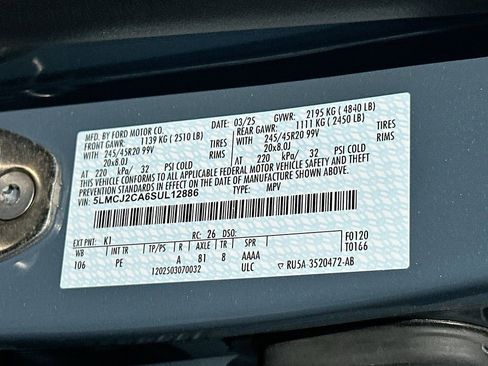 MFD. BY FORD MOTOR CO.
DATE: 03/25 GVWR: 2195 KG ( 4840 LB)
FRONT GAWR: 1139 KG ( 2510 LB) REAR GAWR: 1111 KG ( 2450 LB)
WITH 245/45R20 99V TIRES WITH 245/45R20 99V TIRES
20x8.0J RIMS 20x8.0J RIMS
AT 220 kPa/ 32 PSI COLD AT 220 kPa/ 32 PSI COLD
THIS VEHICLE CONFORMS TO ALL APPLICABLE FEDERAL MOTOR VEHICLE SAFETY AND THEFT
PREVENTION STANDARDS IN EFFECT ON THE DATE OF MANUFACTURE SHOWN ABOVE.
VIN: 5LMCJ2CA6SUL12886 TYPE: MPV
F0120
T0166
EXT PNT: K1 RC: 26 DSO:
WB INT TR TP/PS R AXLE TR SPR
106 PE A 81 8 AAAA
1202503070032 ULC RU5A-3520472-AB